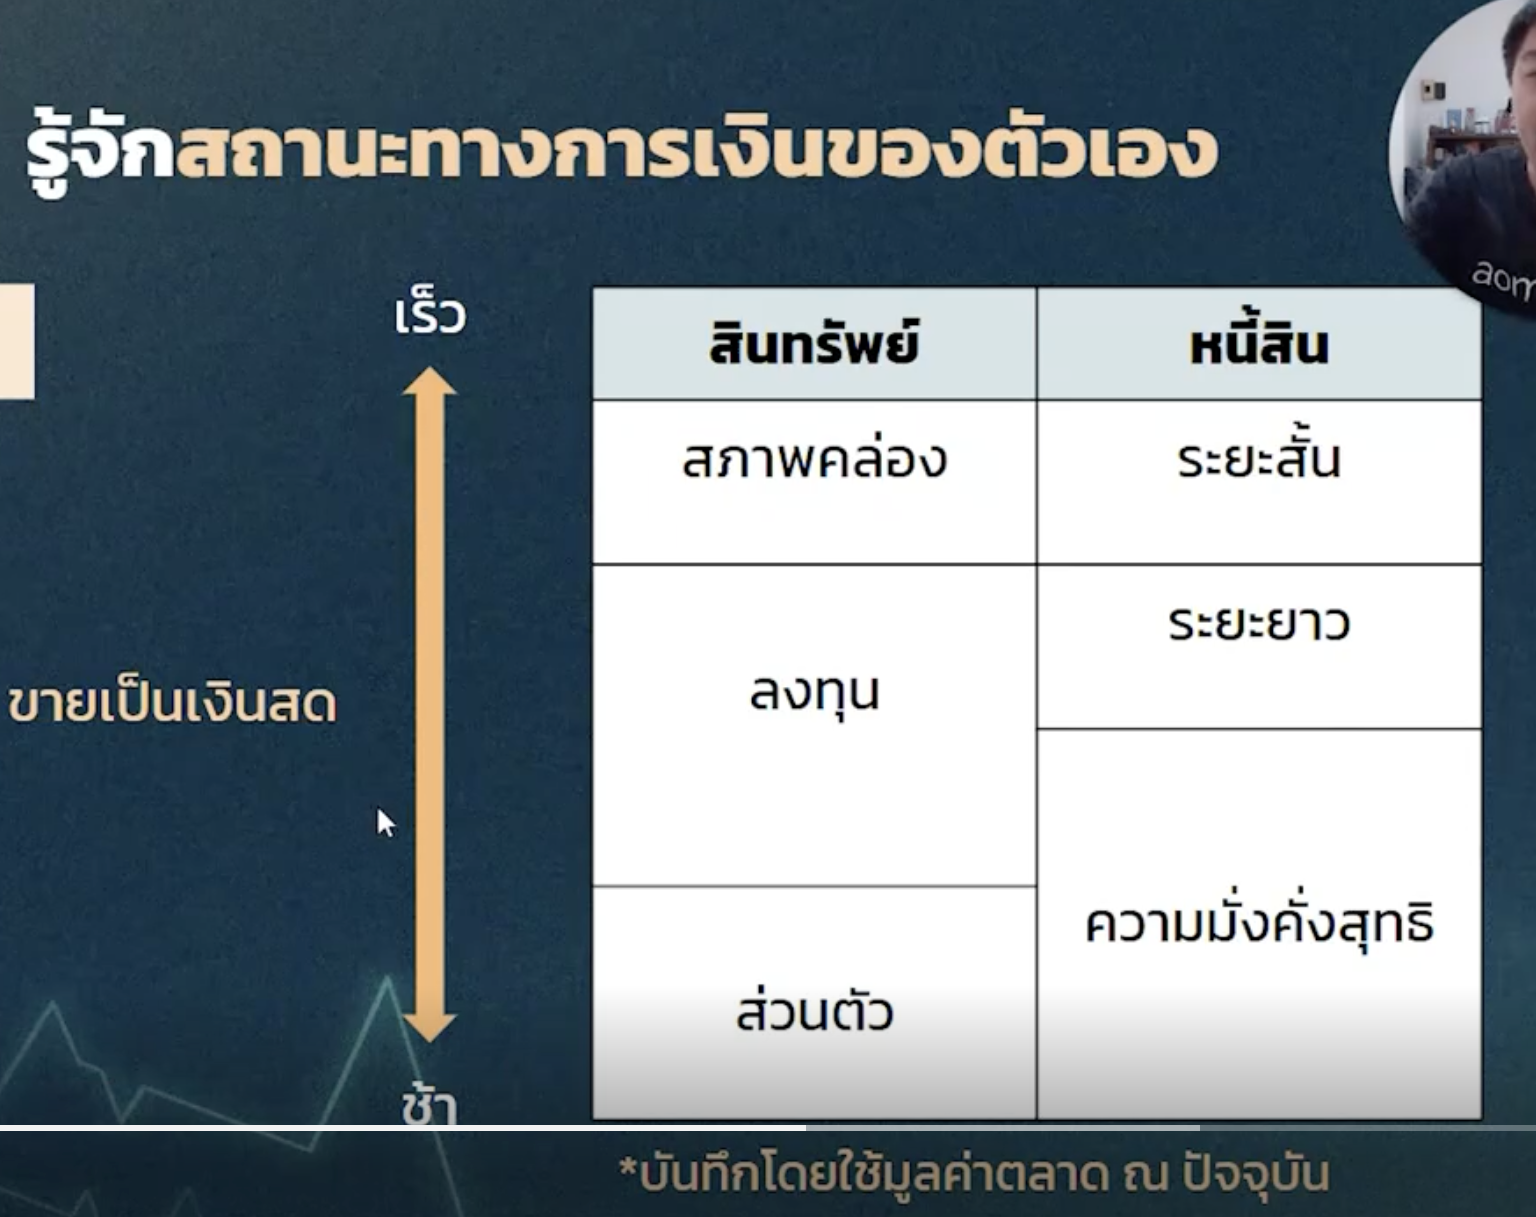 รู้จักสถานะทางการเงินของตัวเอง
เร็ว
ขายเป็นเงินสด
ช้า
สินทรัพย์ หนี้สิน
สภาพคล่อง ระยะสั้น
ลงทุน ระยะยาว
ส่วนตัว ความมั่งคั่งสุทธิ
*บันทึกโดยใช้มูลค่าตลาด ณ ปัจจุบัน
aom